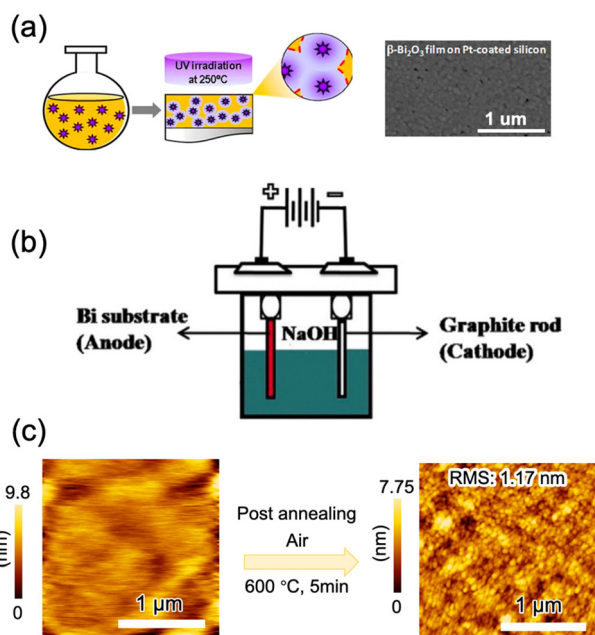 (a)
UV irradiation
at 250°C
β-Bi₂O₃ film on Pt-coated silicon
1 um
(b)
+
−
Bi substrate
(Anode)
NaOH
Graphite rod
(Cathode)
(c)
9.8
(nm)
0
1 μm
Post annealing
Air
600 °C, 5min
7.75
(nm)
0
RMS: 1.17 nm
1 μm